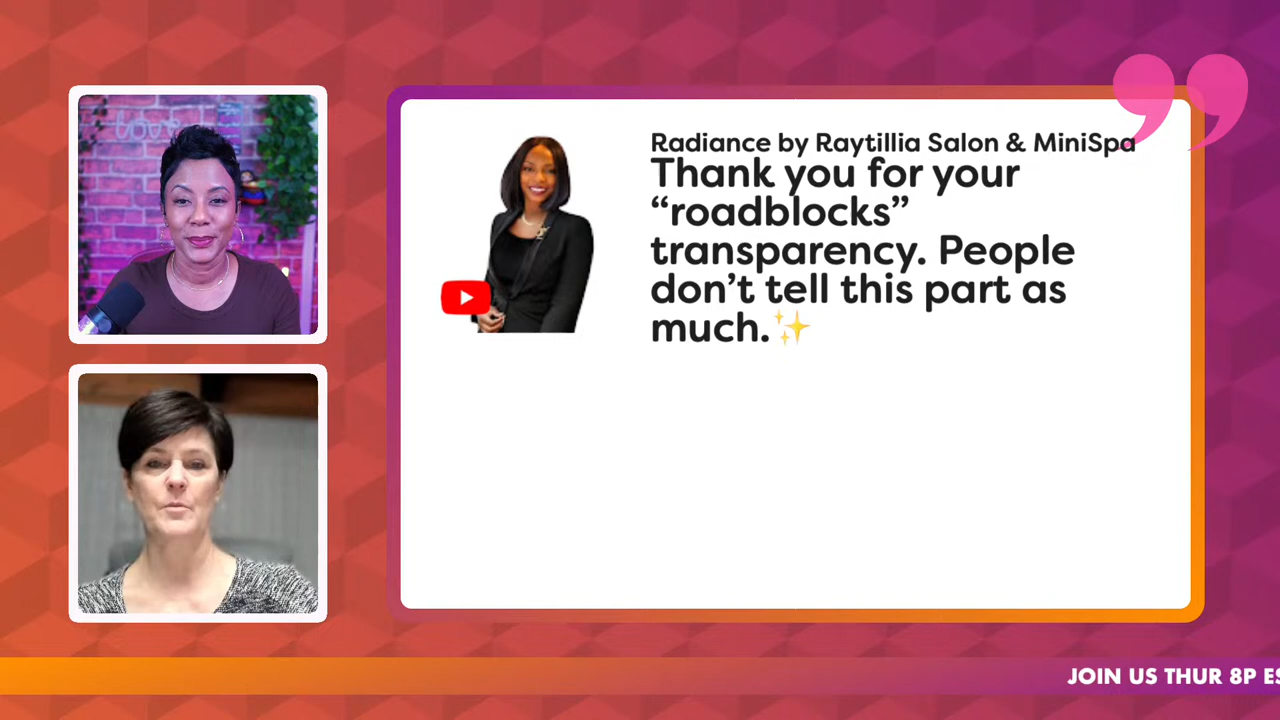 love
Radiance by Raytillia Salon & MiniSpa
Thank you for your
“roadblocks”
transparency. People
don’t tell this part as
much.✨
JOIN US THUR 8P ES